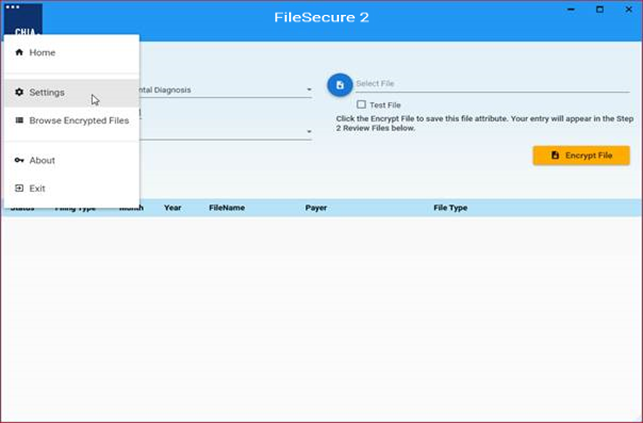 FileSecure 2
CHIA
Home
Settings
ntal Diagnosis
Select File
Test File
Browse Encrypted Files
Click the Encrypt File to save this file attribute. Your entry will appear in the Step
2 Review Files below.
Encrypt File
About
Exit
Status Filing Type Month Year FileName Payer File Type